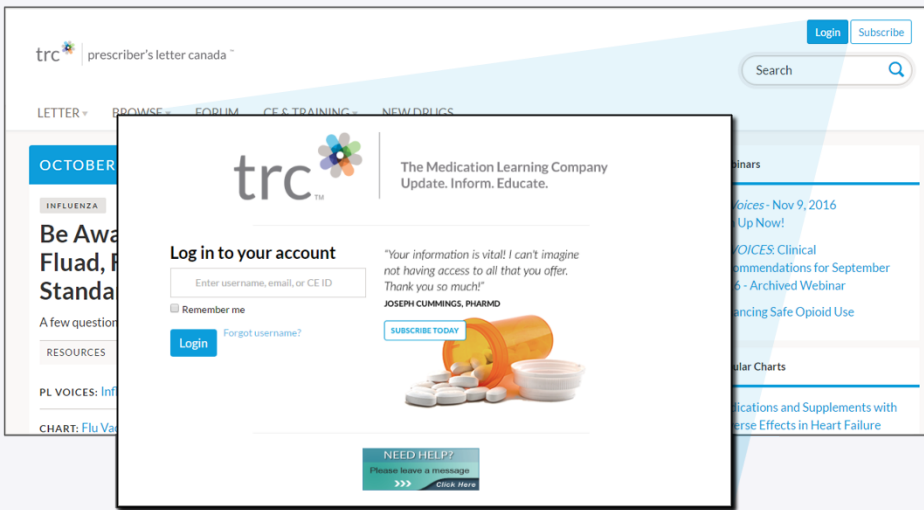 Login
Subscribe
trc prescriber's letter canada ™
Search
LETTER BROWSE FORUM CE & TRAINING NEW DRUGS
OCTOBER
INFLUENZA
Be Awa
Fluad, F
Standa
A few question
RESOURCES
PL VOICES: Inf
CHART: Flu Vac
trc™
The Medication Learning Company
Update. Inform. Educate.
Log in to your account
Enter username, email, or CE ID
Remember me
Login
Forgot username?
"Your information is vital! I can't imagine
not having access to all that you offer.
Thank you so much!"
JOSEPH CUMMINGS, PHARMD
SUBSCRIBE TODAY
NEED HELP?
Please leave a message
>>> Click Here
binars
Voices - Nov 9, 2016
Up Now!
VOICES: Clinical
ommendations for September
6 - Archived Webinar
ancing Safe Opioid Use
ular Charts
dications and Supplements with
erse Effects in Heart Failure